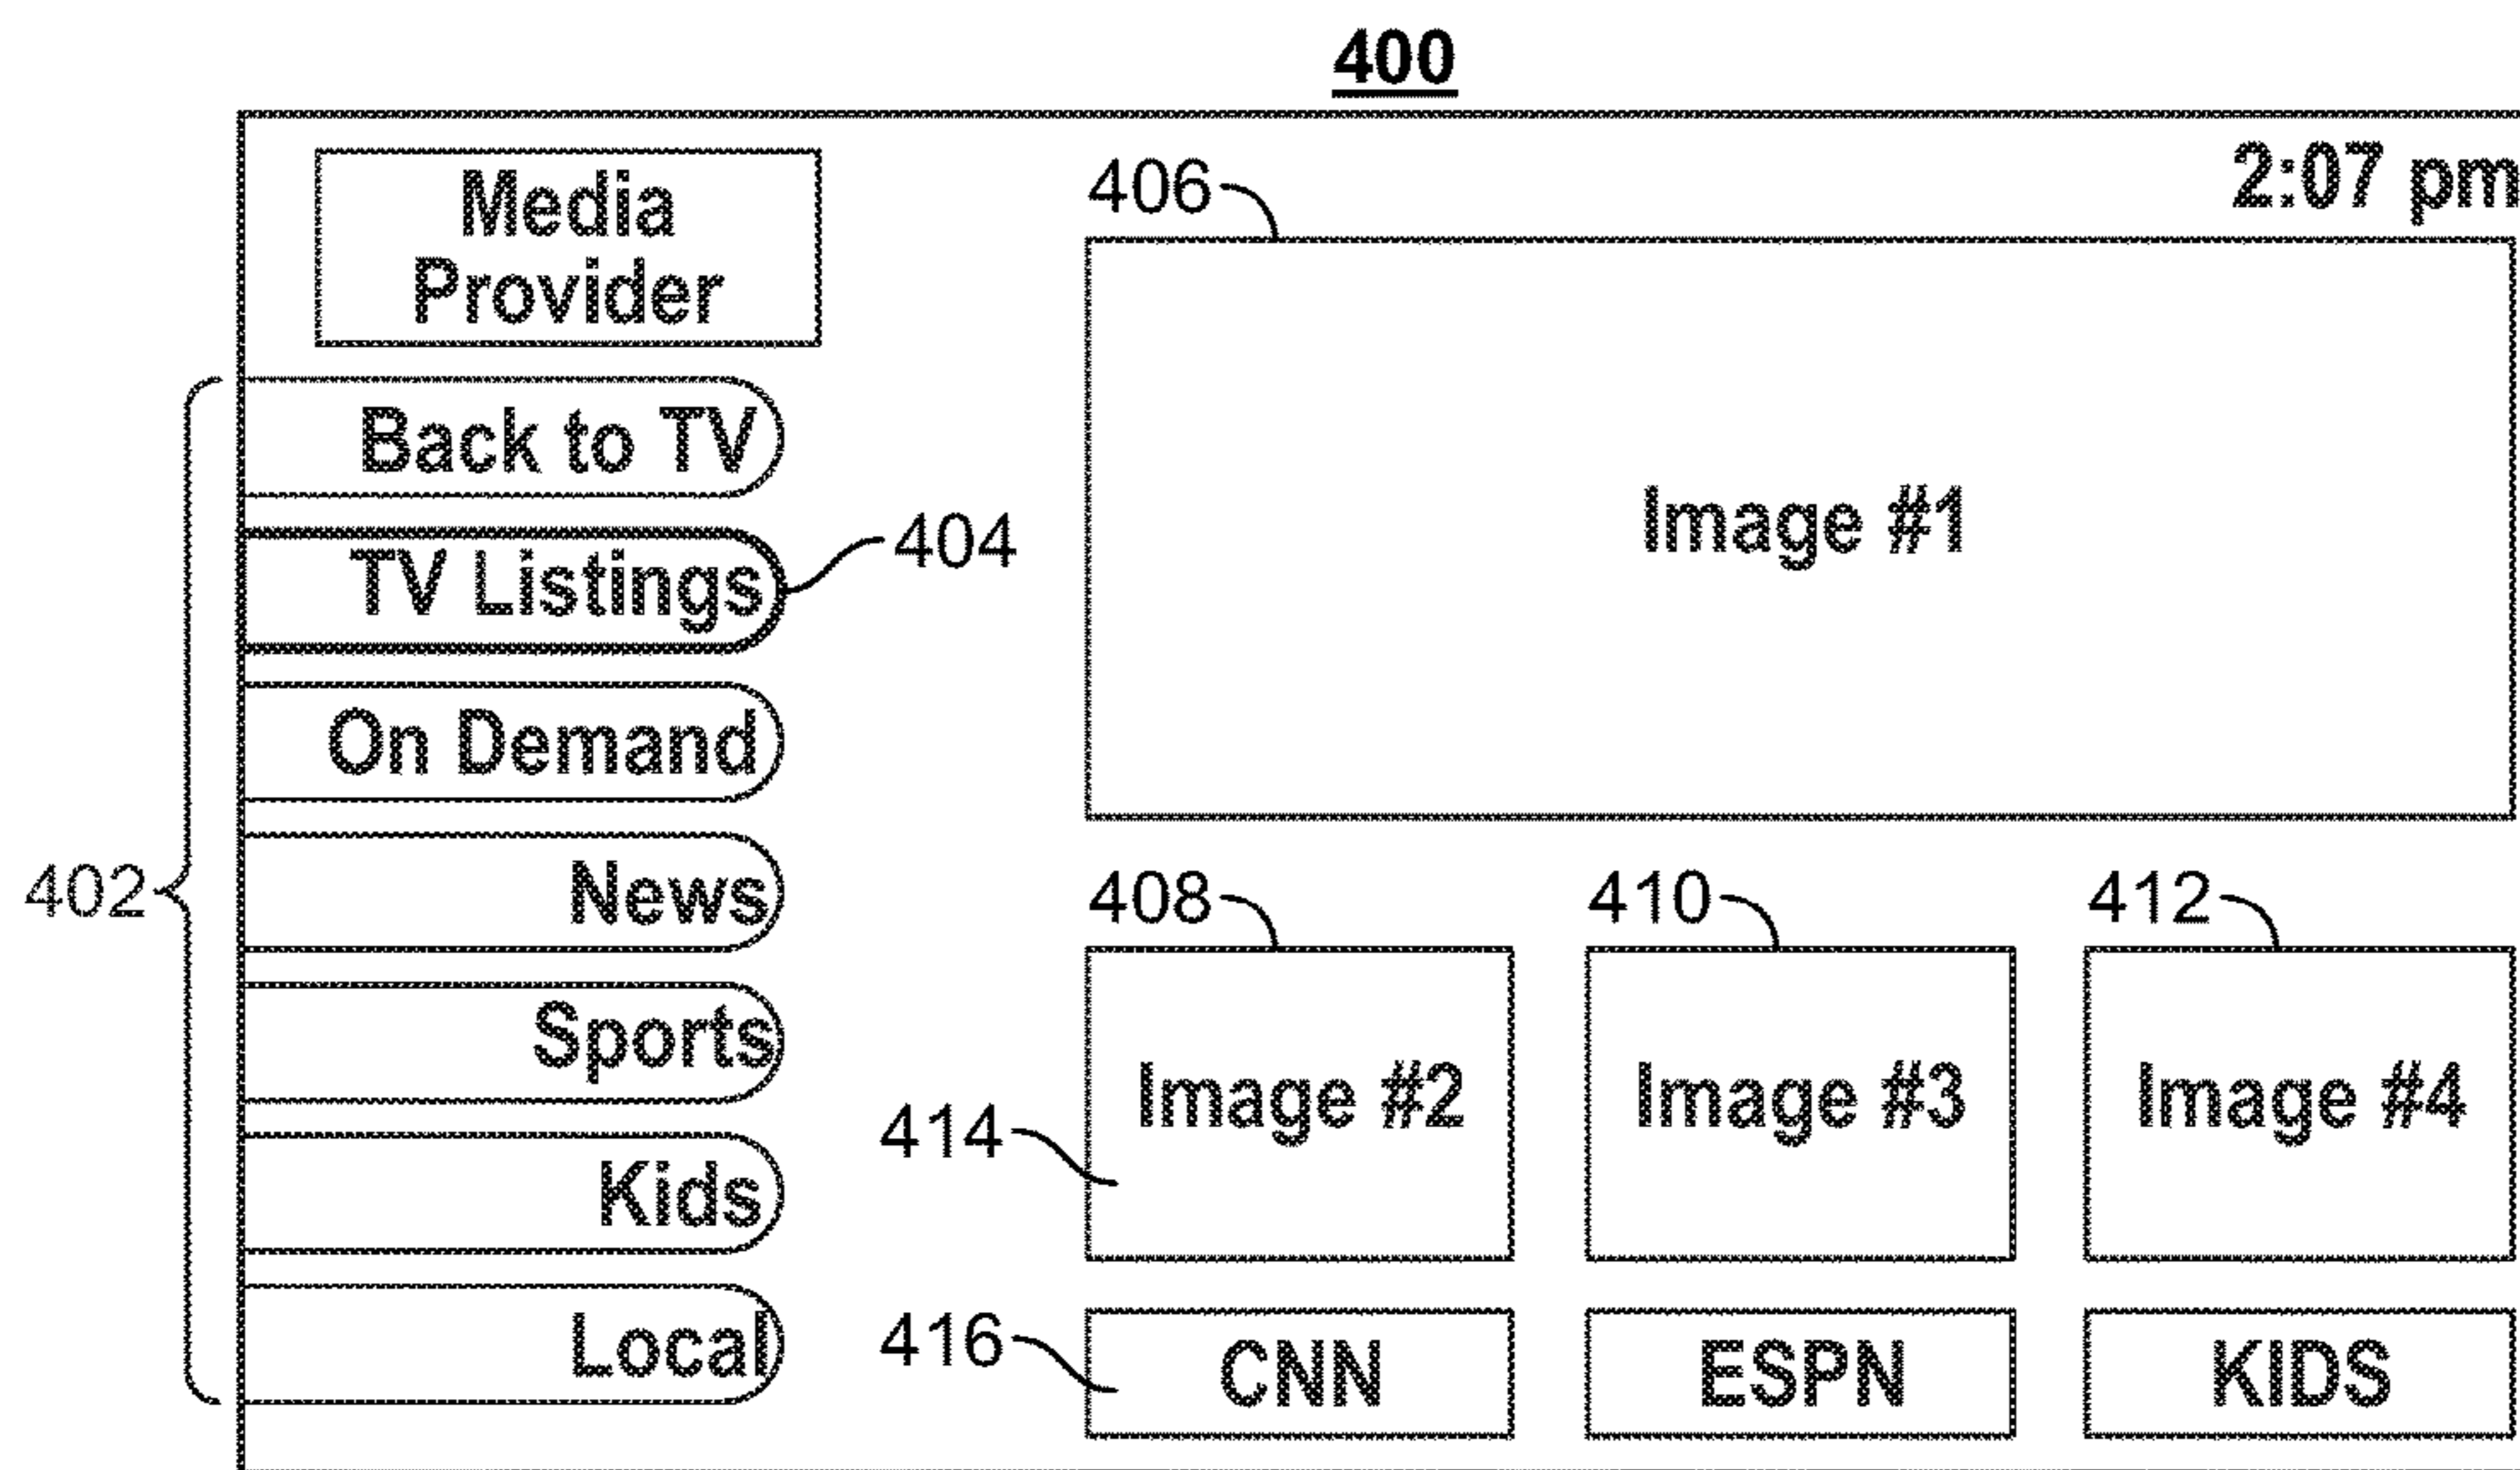 400
2:07 pm
Media
Provider
406
Back to TV
Image #1
TV Listings
404
On Demand
402
News
408
410
412
Sports
Image #2
Image #3
Image #4
414
Kids
Local
416
CNN
ESPN
KIDS